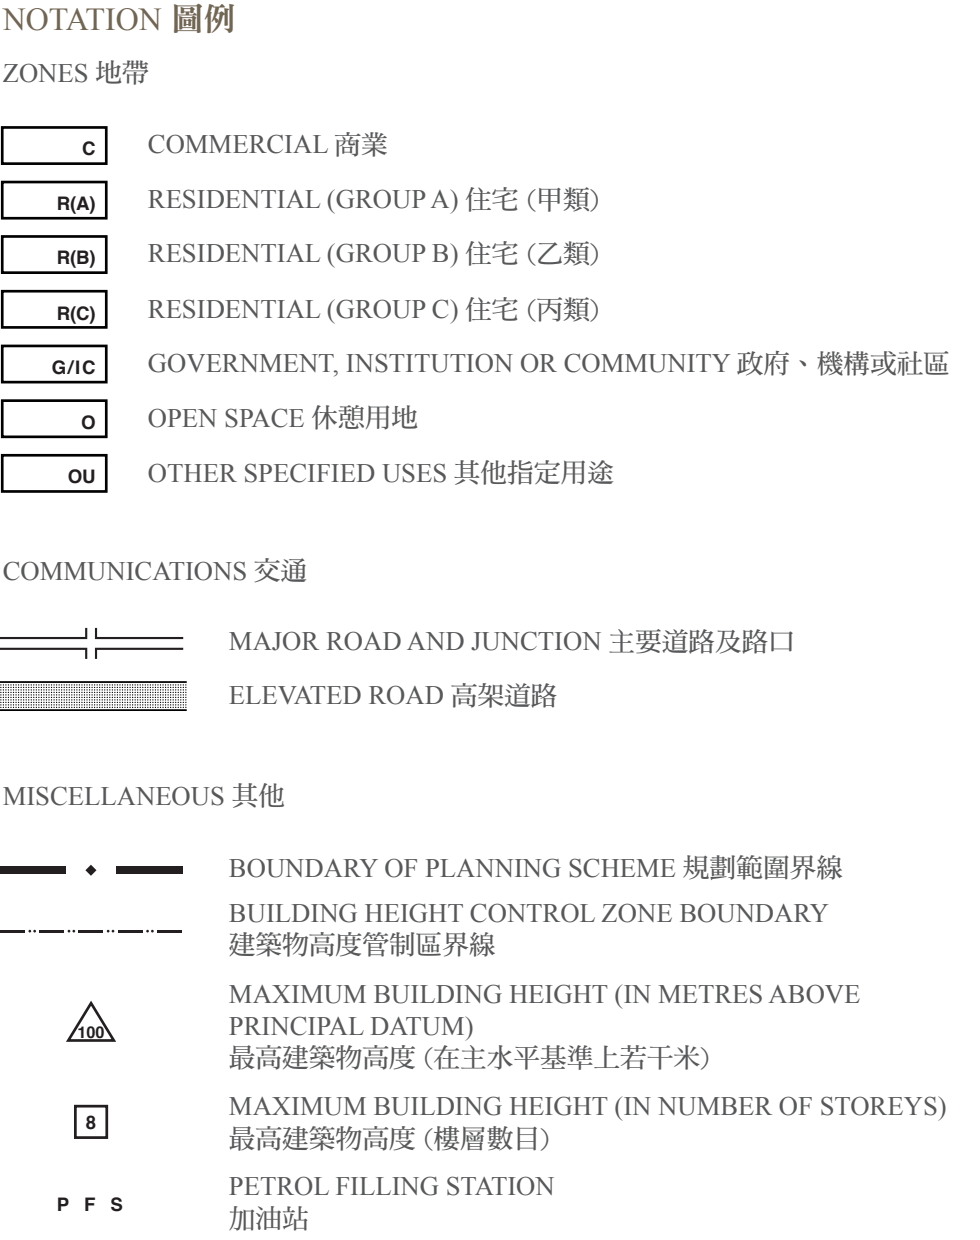 NOTATION 圖例
ZONES 地帶
C COMMERCIAL 商業
R(A) RESIDENTIAL (GROUP A) 住宅 (甲類)
R(B) RESIDENTIAL (GROUP B) 住宅 (乙類)
R(C) RESIDENTIAL (GROUP C) 住宅 (丙類)
G/IC GOVERNMENT, INSTITUTION OR COMMUNITY 政府、機構或社區
O OPEN SPACE 休憩用地
OU OTHER SPECIFIED USES 其他指定用途
COMMUNICATIONS 交通
MAJOR ROAD AND JUNCTION 主要道路及路口
ELEVATED ROAD 高架道路
MISCELLANEOUS 其他
BOUNDARY OF PLANNING SCHEME 規劃範圍界線
BUILDING HEIGHT CONTROL ZONE BOUNDARY
建築物高度管制區界線
MAXIMUM BUILDING HEIGHT (IN METRES ABOVE
100 PRINCIPAL DATUM)
最高建築物高度 (在主水平基準上若干米)
8 MAXIMUM BUILDING HEIGHT (IN NUMBER OF STOREYS)
最高建築物高度 (樓層數目)
P F S PETROL FILLING STATION
加油站